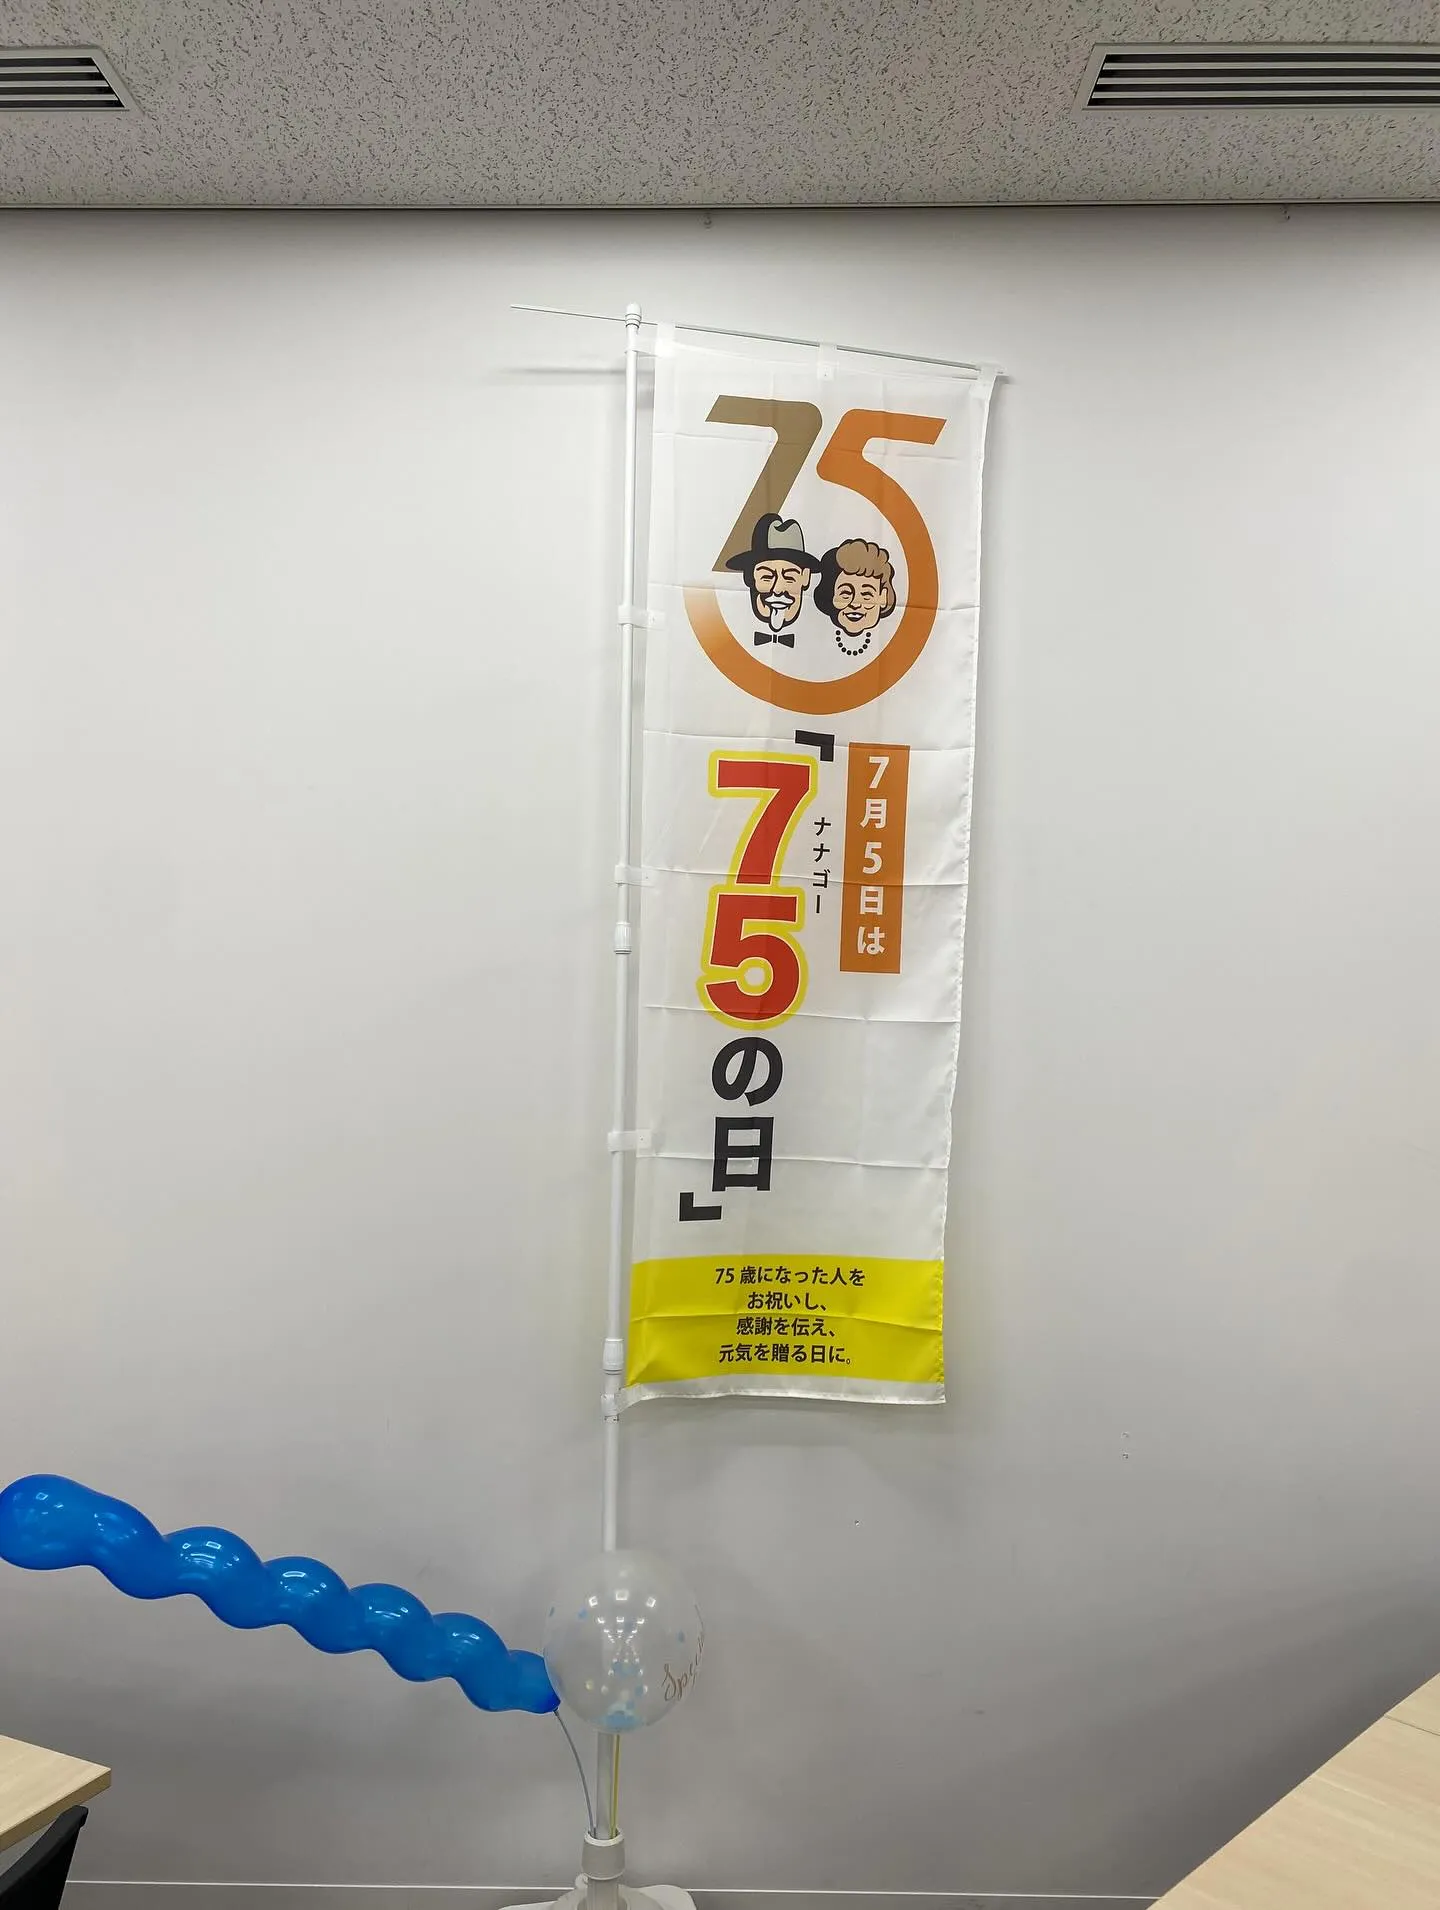 75
7月5日は
「75の日」
ナナゴー
75歳になった人を
お祝いし、
感謝を伝え、
元気を贈る日に。